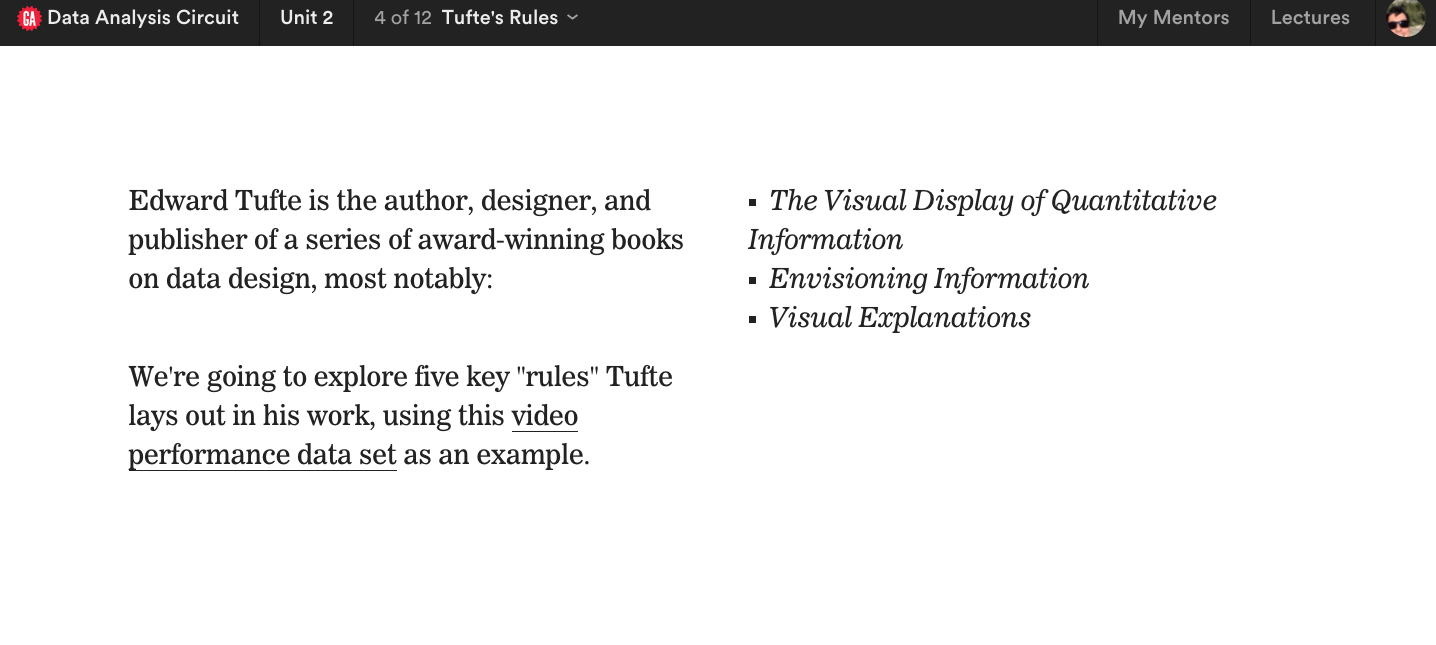 GA Data Analysis Circuit Unit 2 4 of 12 Tufte's Rules My Mentors Lectures
Edward Tufte is the author, designer, and
publisher of a series of award-winning books
on data design, most notably:
We're going to explore five key "rules" Tufte
lays out in his work, using this video
performance data set as an example.
▪ The Visual Display of Quantitative
Information
▪ Envisioning Information
▪ Visual Explanations